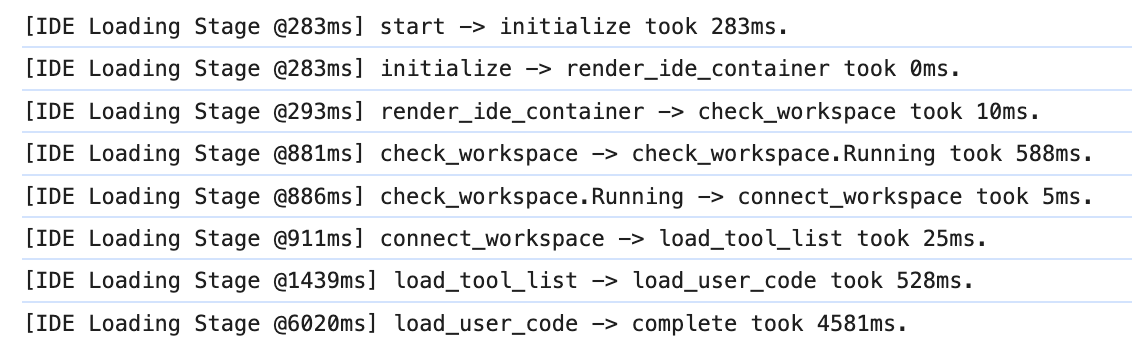 [IDE Loading Stage @283ms] start -> initialize took 283ms.
[IDE Loading Stage @283ms] initialize -> render_ide_container took 0ms.
[IDE Loading Stage @293ms] render_ide_container -> check_workspace took 10ms.
[IDE Loading Stage @881ms] check_workspace -> check_workspace.Running took 588ms.
[IDE Loading Stage @886ms] check_workspace.Running -> connect_workspace took 5ms.
[IDE Loading Stage @911ms] connect_workspace -> load_tool_list took 25ms.
[IDE Loading Stage @1439ms] load_tool_list -> load_user_code took 528ms.
[IDE Loading Stage @6020ms] load_user_code -> complete took 4581ms.